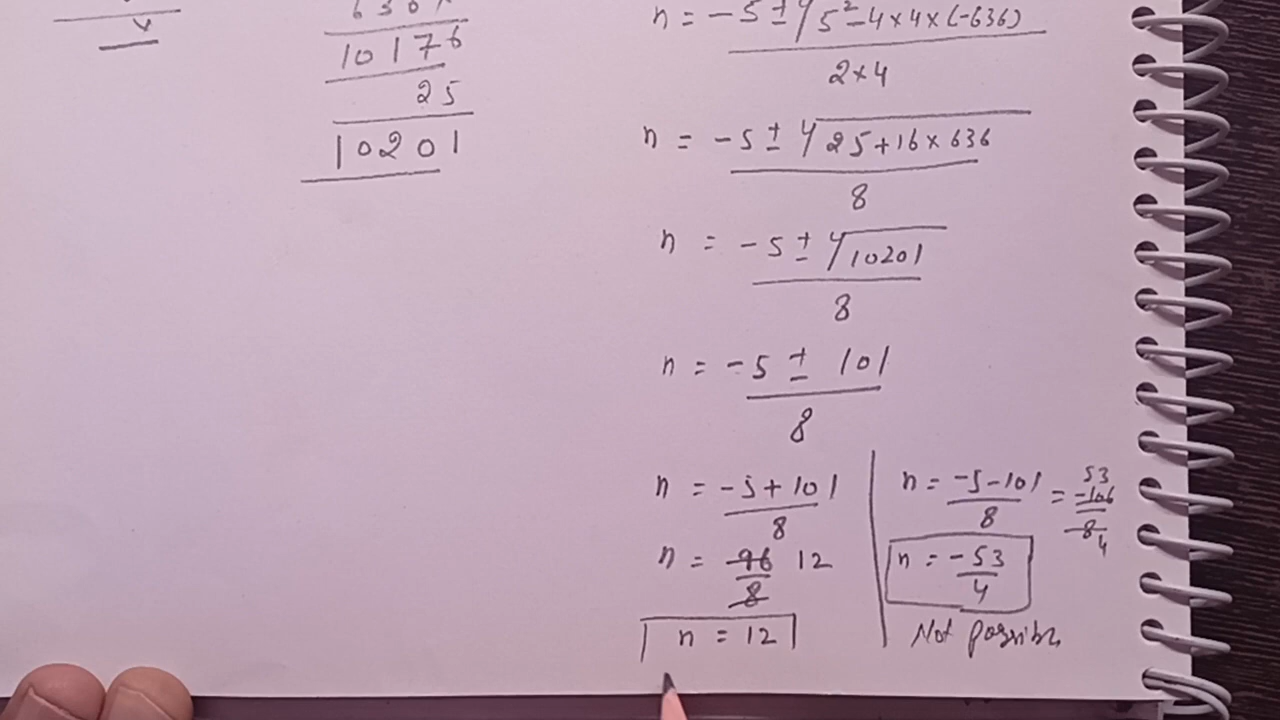 10176
25
10201
n = -5 ± √5²-4×4×(-636)
2×4
n = -5 ± √25+16×636
8
n = -5 ± √10201
8
n = -5 ± 101
8
n = -5+101
8
n = 96 12
8
n = 12
n = -5-101 = 53
-106
8
8
4
n = -53
4
Not possible